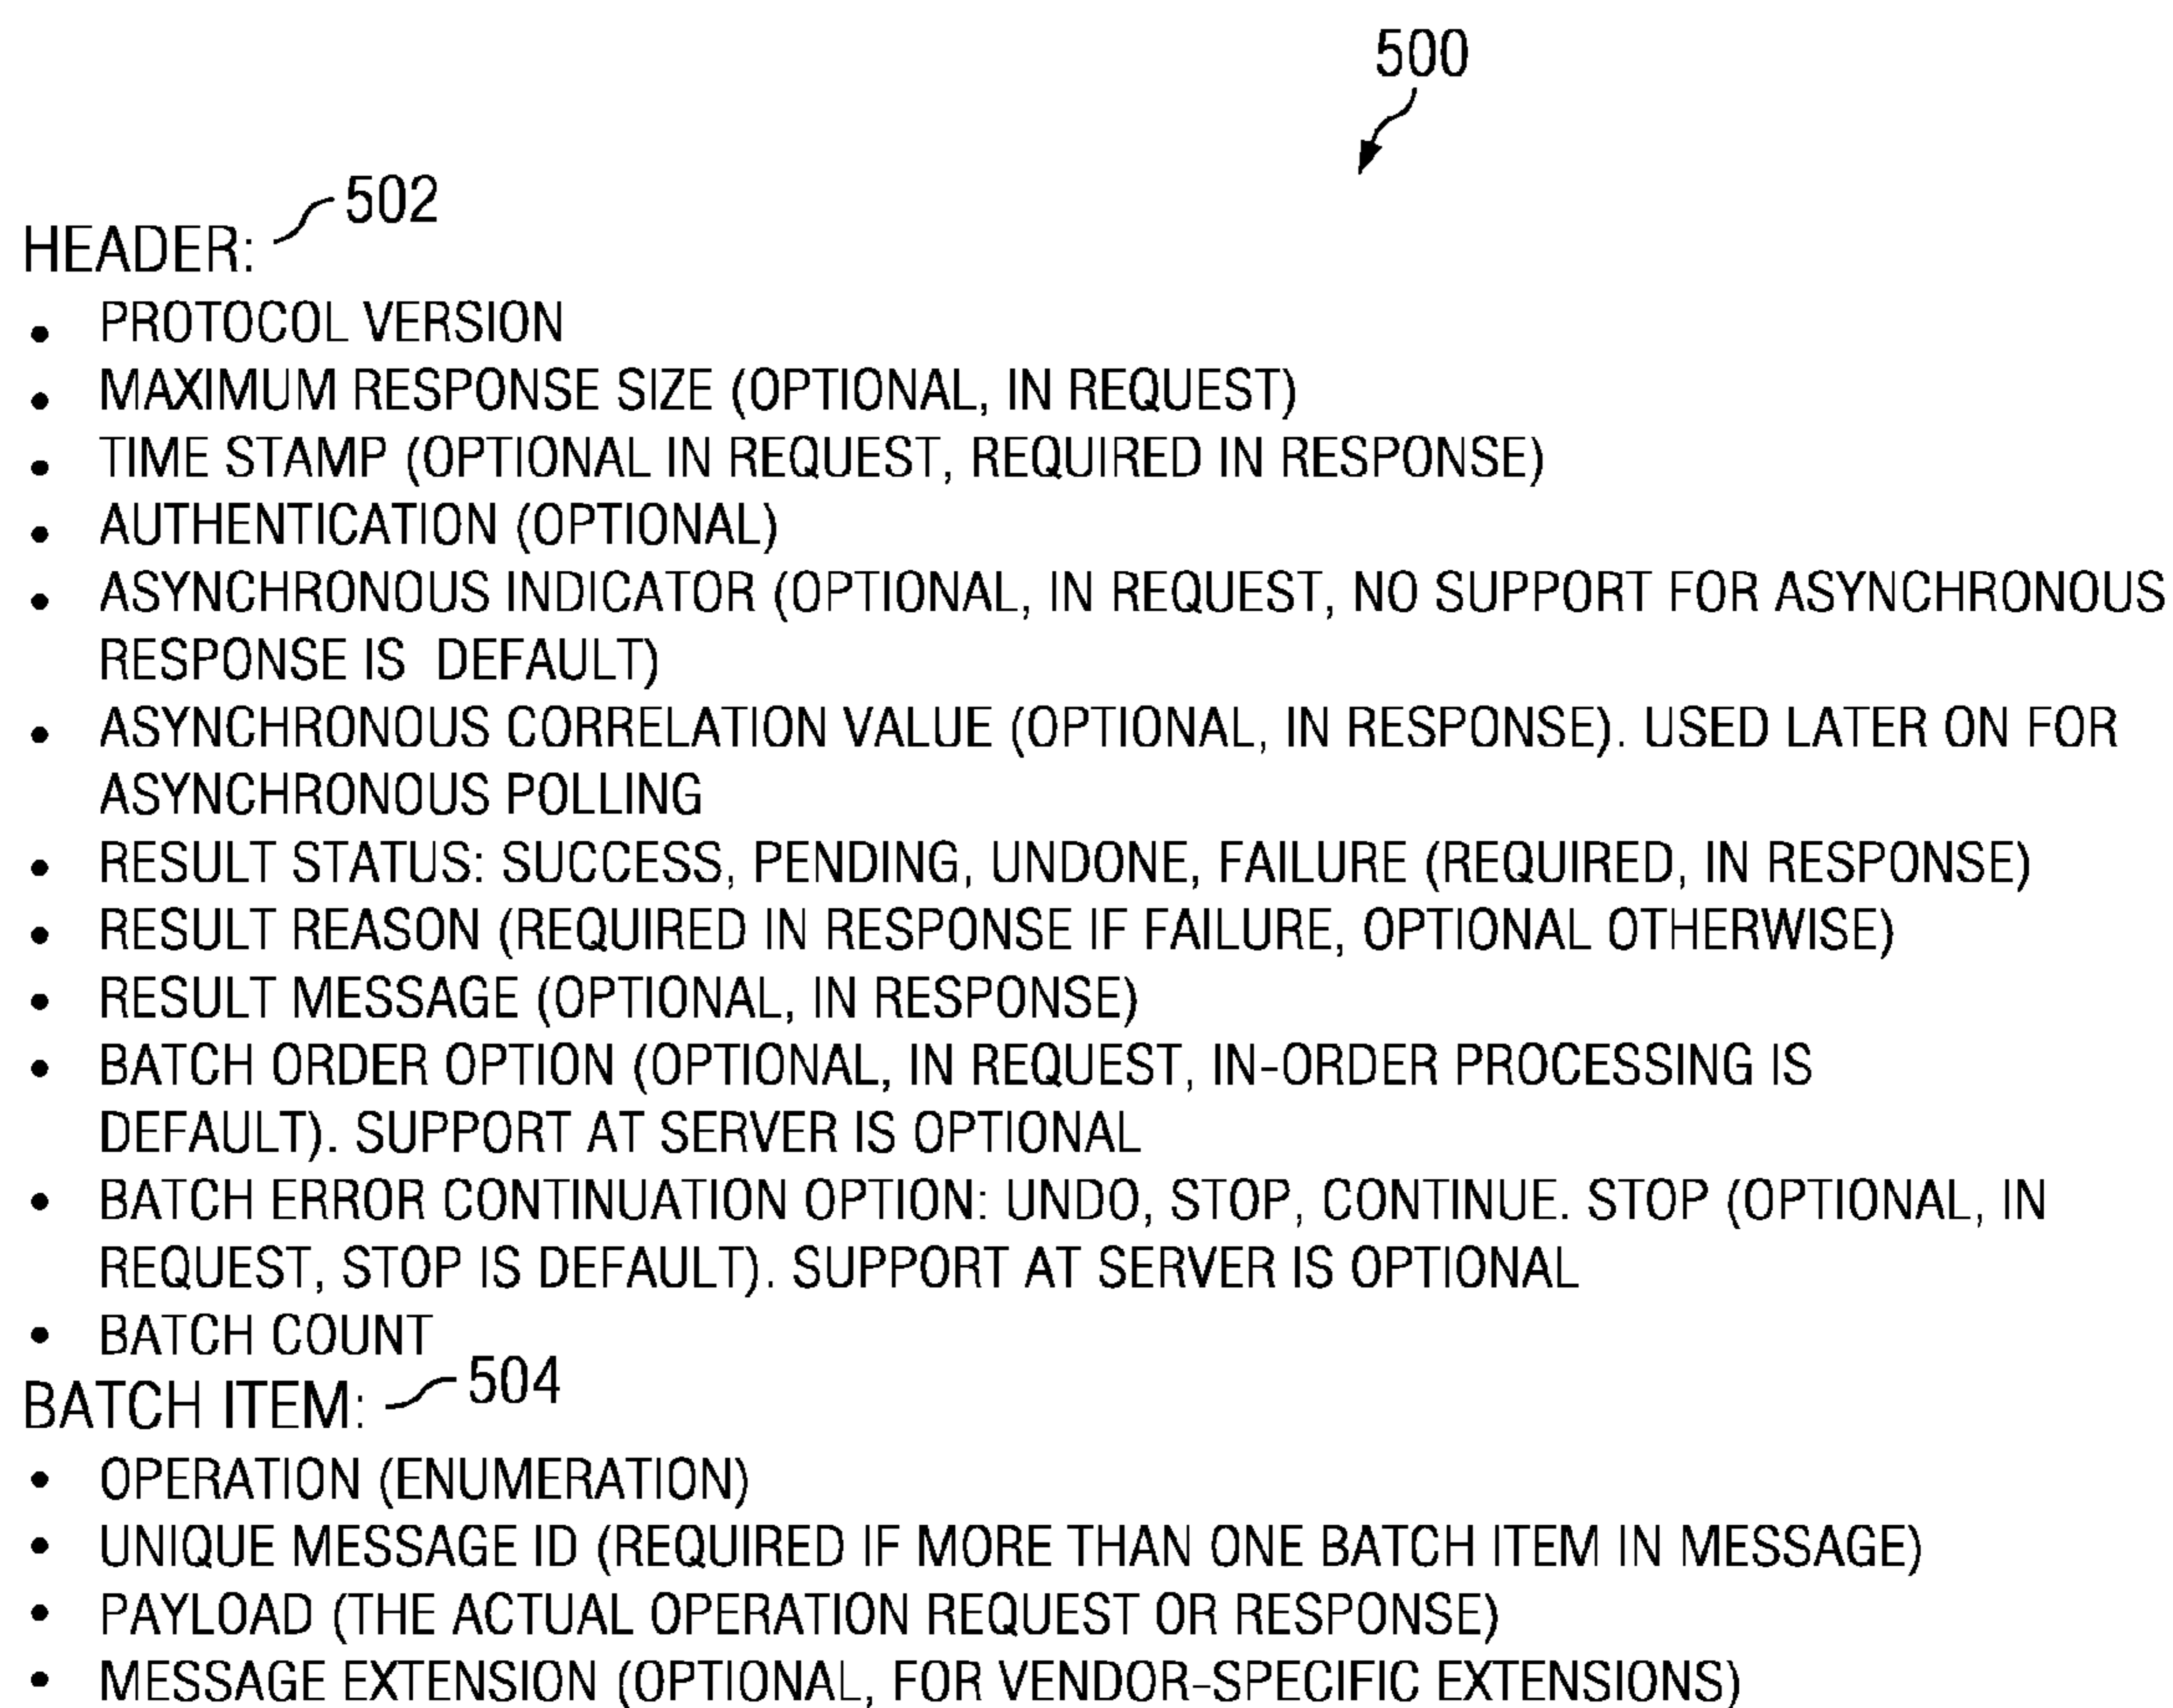 500
502
HEADER:
• PROTOCOL VERSION
• MAXIMUM RESPONSE SIZE (OPTIONAL, IN REQUEST)
• TIME STAMP (OPTIONAL IN REQUEST, REQUIRED IN RESPONSE)
• AUTHENTICATION (OPTIONAL)
• ASYNCHRONOUS INDICATOR (OPTIONAL, IN REQUEST, NO SUPPORT FOR ASYNCHRONOUS
RESPONSE IS DEFAULT)
• ASYNCHRONOUS CORRELATION VALUE (OPTIONAL, IN RESPONSE). USED LATER ON FOR
ASYNCHRONOUS POLLING
• RESULT STATUS: SUCCESS, PENDING, UNDONE, FAILURE (REQUIRED, IN RESPONSE)
• RESULT REASON (REQUIRED IN RESPONSE IF FAILURE, OPTIONAL OTHERWISE)
• RESULT MESSAGE (OPTIONAL, IN RESPONSE)
• BATCH ORDER OPTION (OPTIONAL, IN REQUEST, IN-ORDER PROCESSING IS
DEFAULT). SUPPORT AT SERVER IS OPTIONAL
• BATCH ERROR CONTINUATION OPTION: UNDO, STOP, CONTINUE. STOP (OPTIONAL, IN
REQUEST, STOP IS DEFAULT). SUPPORT AT SERVER IS OPTIONAL
• BATCH COUNT
BATCH ITEM: 504
• OPERATION (ENUMERATION)
• UNIQUE MESSAGE ID (REQUIRED IF MORE THAN ONE BATCH ITEM IN MESSAGE)
• PAYLOAD (THE ACTUAL OPERATION REQUEST OR RESPONSE)
• MESSAGE EXTENSION (OPTIONAL, FOR VENDOR-SPECIFIC EXTENSIONS)